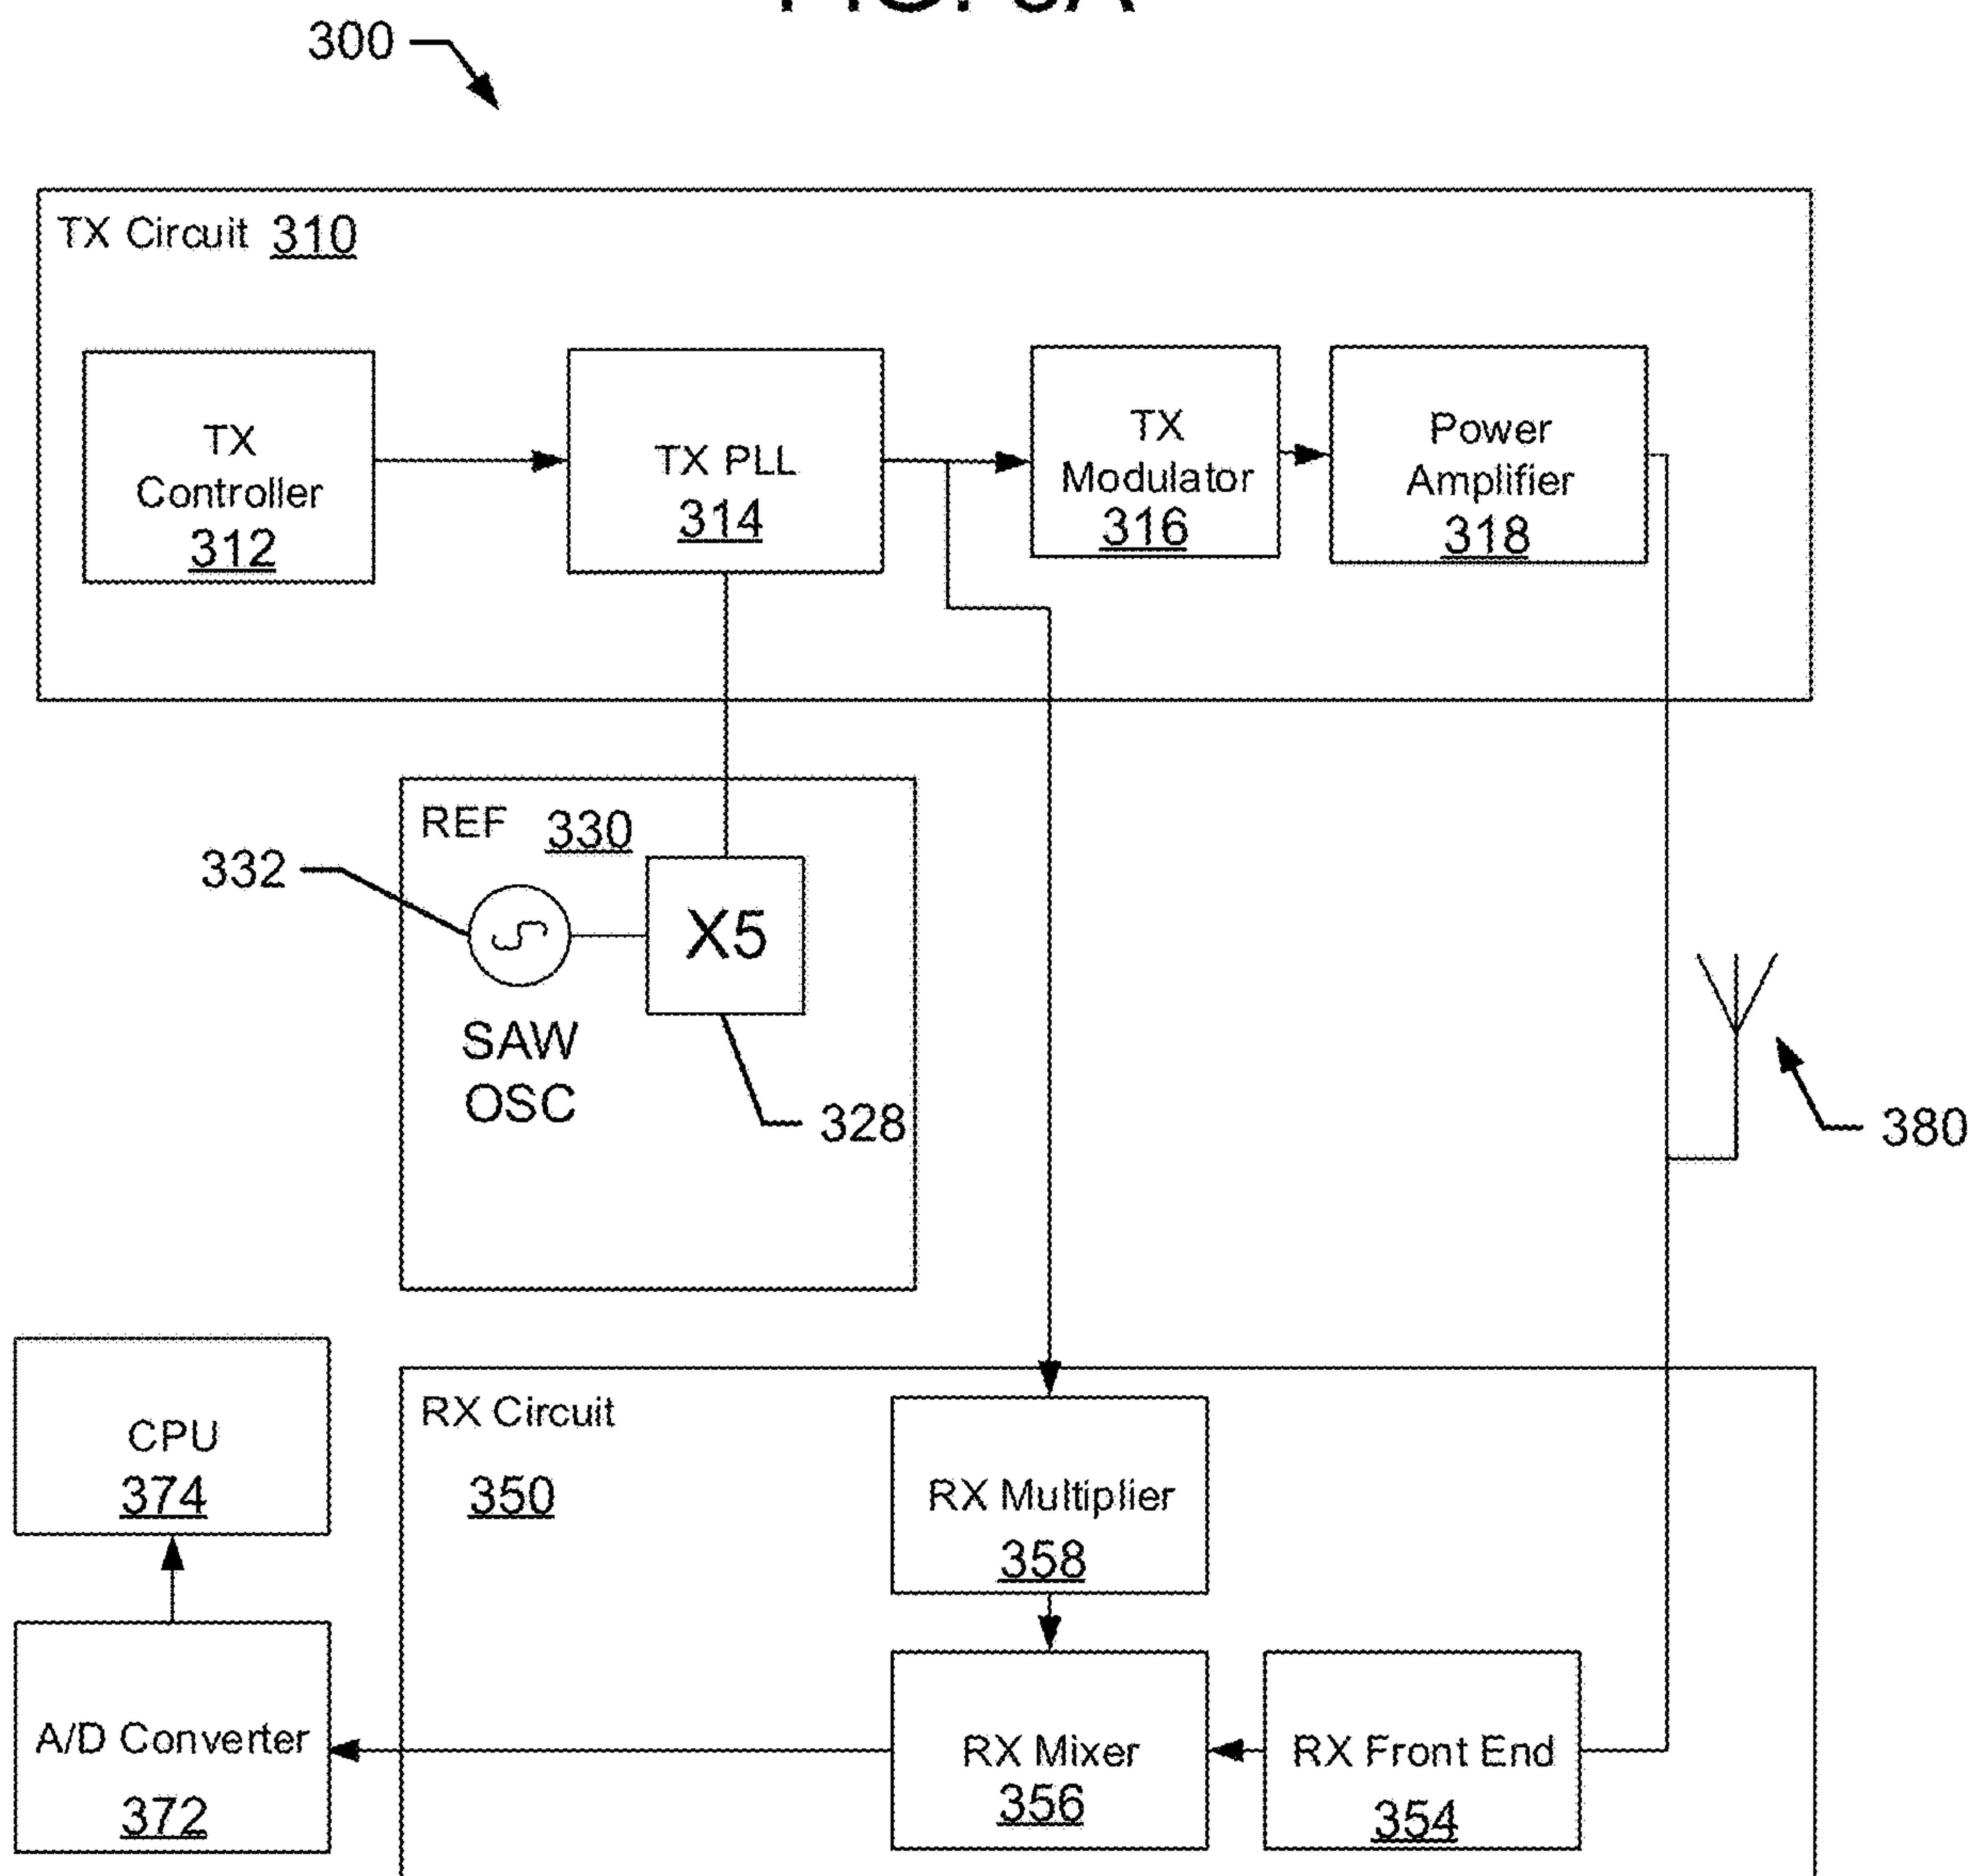 300
TX Circuit 310
TX
Controller
312
TX PLL
314
TX
Modulator
316
Power
Amplifier
318
REF 330
332
X5
SAW
OSC
328
380
CPU
374
RX Circuit
350
RX Multiplier
358
A/D Converter
372
RX Mixer
356
RX Front End
354